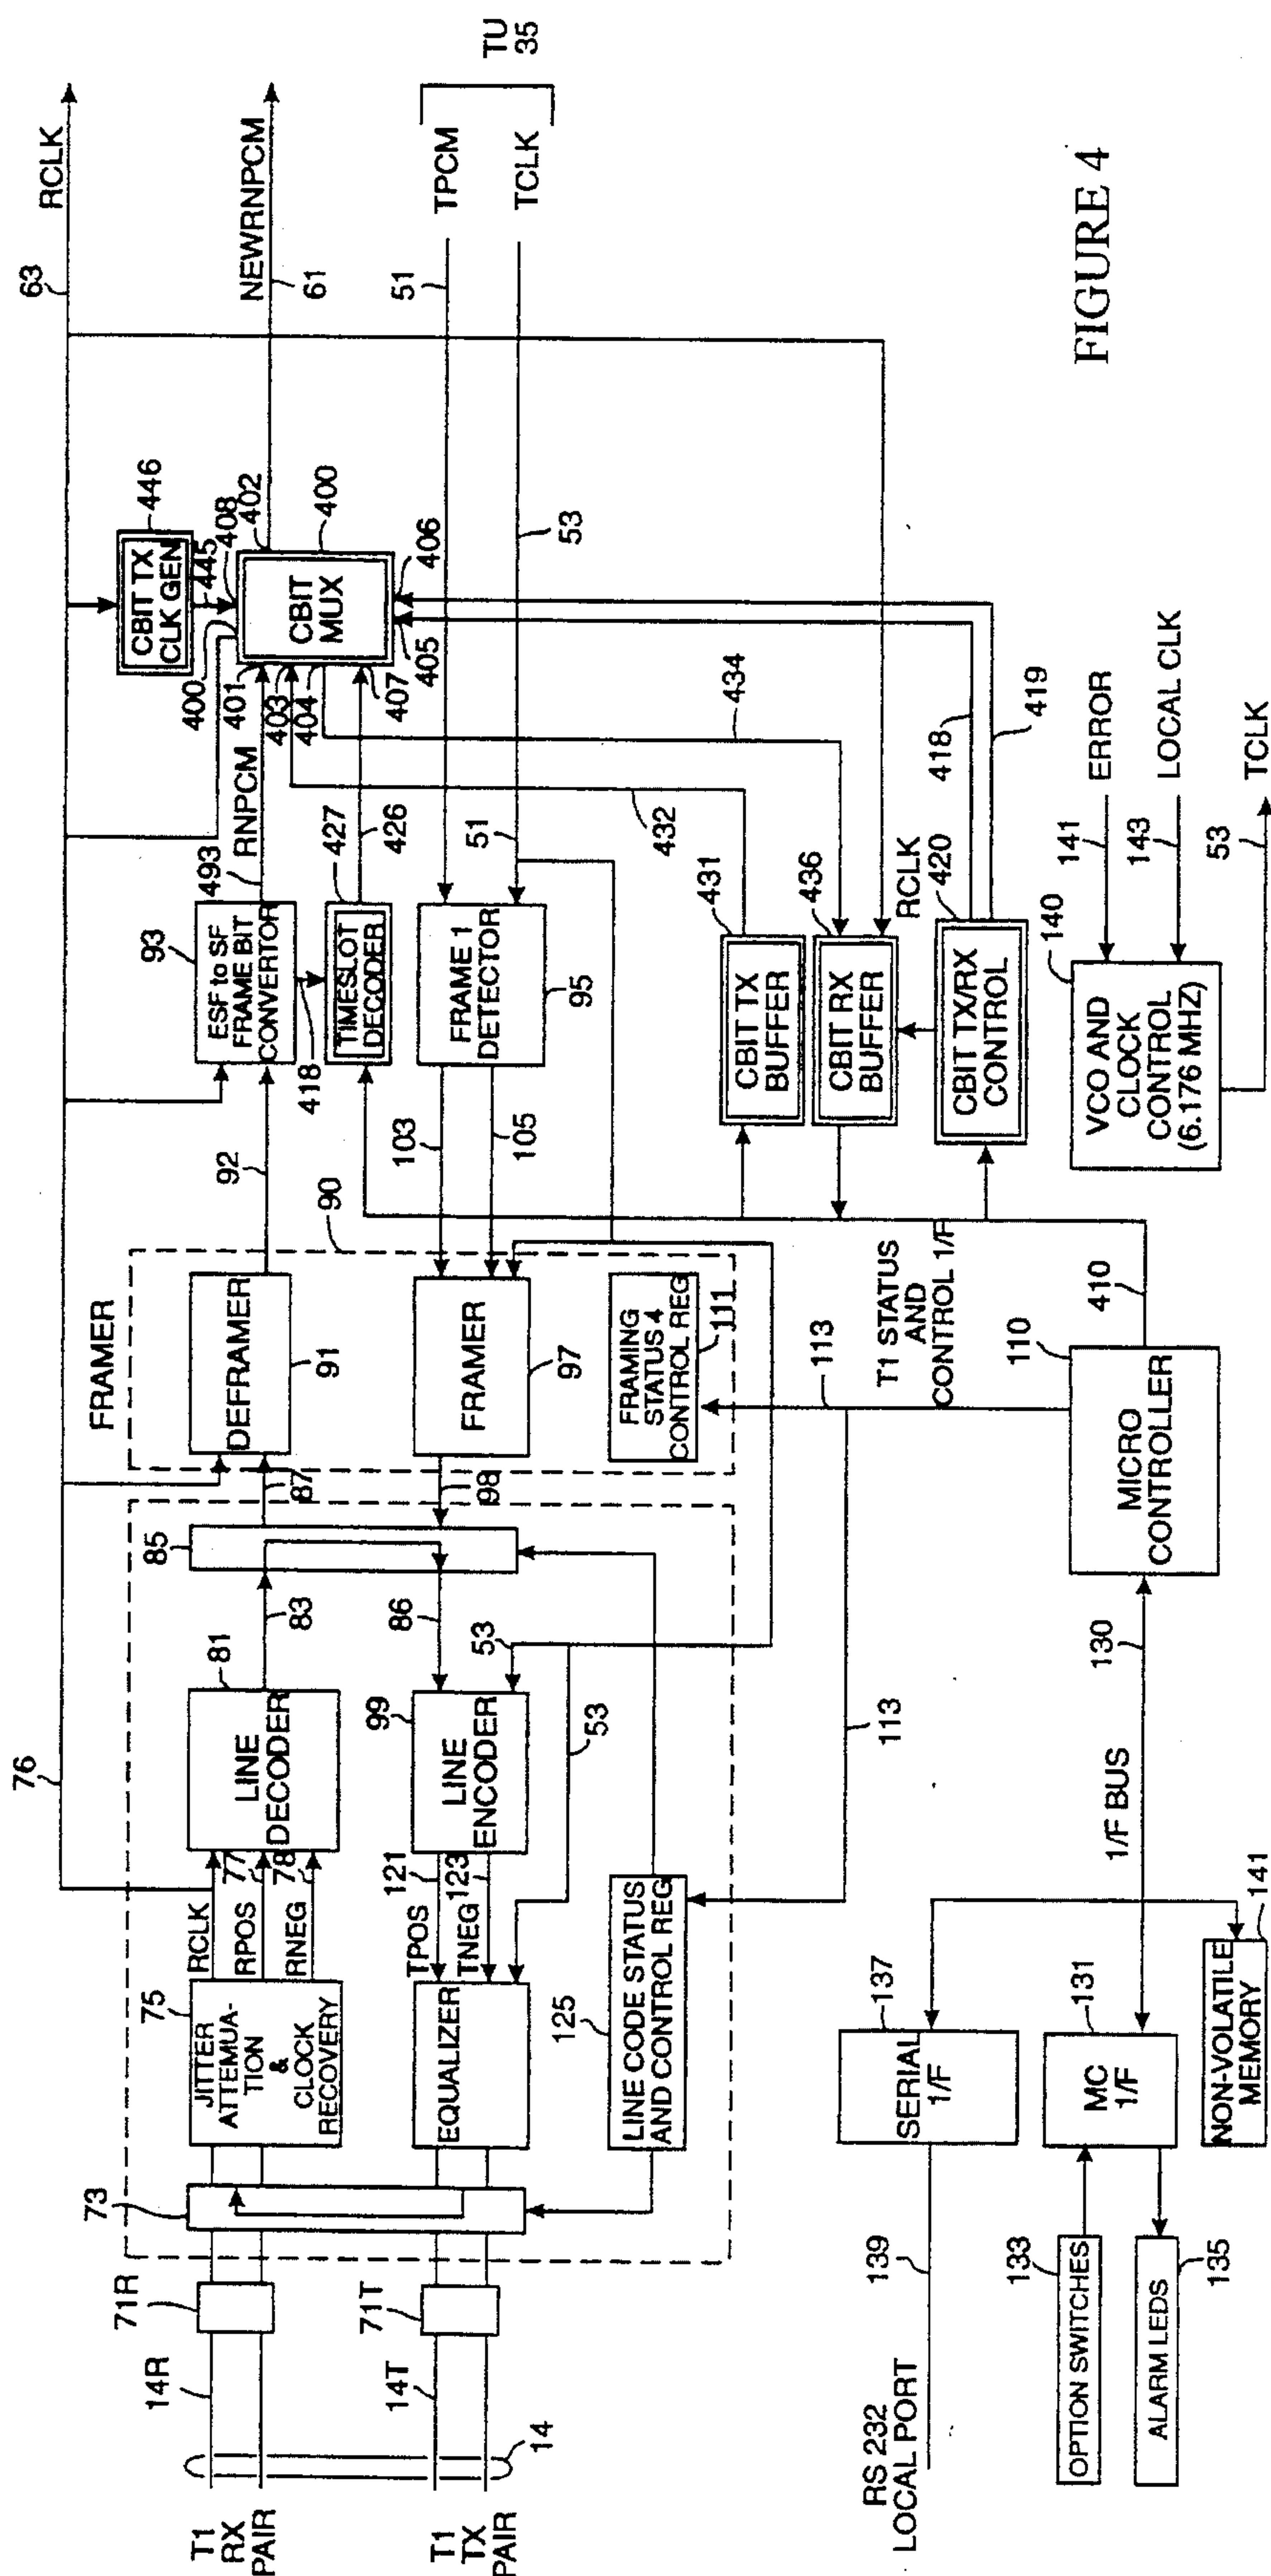 RCLK
63
NEWRNPCM
61
TU
35
TPCM
51
TCLK
53
FIGURE 4
446
CBIT TX
CLK GEN
445
408
402
400
400
CBIT
MUX
401
403
404
407
405
406
RNPCM
493
93
ESF to SF
FRAME BIT
CONVERTOR
418
427
TIMESLOT
DECODER
426
51
FRAME 1
DETECTOR
95
103
105
432
434
431
CBIT TX
BUFFER
436
CBIT RX
BUFFER
RCLK
420
CBIT TX/RX
CONTROL
418
419
140
VCO AND
CLOCK
CONTROL
(6.176 MHZ)
141
ERROR
143
LOCAL CLK
53
TCLK
92
90
FRAMER
DEFRAMER
91
FRAMER
97
FRAMING
STATUS 4
CONTROL REG
111
87
98
85
83
86
76
81
LINE
DECODER
99
LINE
ENCODER
53
53
RCLK
RPOS
77
RNEG
78
TPOS
121
TNEG
123
75
JITTER
ATTEMUA-
TION
&
CLOCK
RECOVERY
EQUALIZER
125
LINE CODE STATUS
AND CONTROL REG
73
71R
71T
14R
14T
14
T1
RX
PAIR
T1
TX
PAIR
113
113
T1 STATUS
AND
CONTROL 1/F
410
110
MICRO
CONTROLLER
130
1/F BUS
137
SERIAL
1/F
131
MC
1/F
141
NON-VOLATILE
MEMORY
139
RS 232
LOCAL PORT
133
OPTION SWITCHES
135
ALARM LEDS